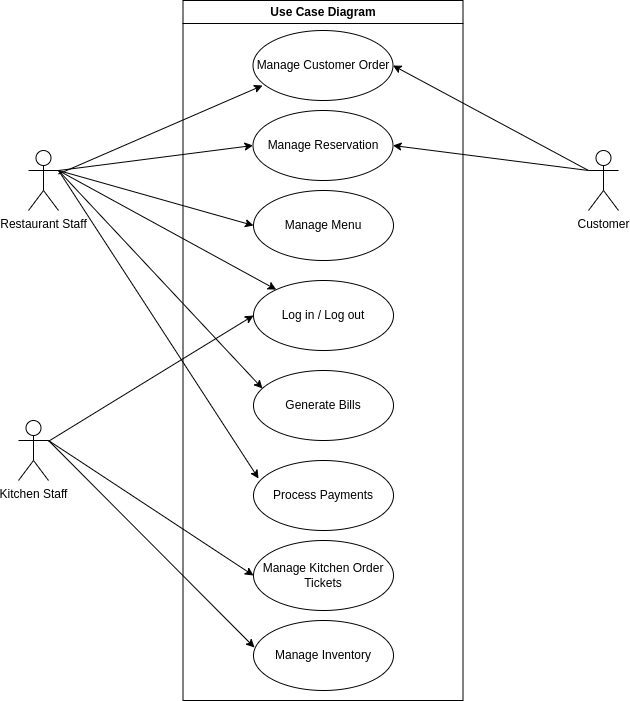 Use Case Diagram
Manage Customer Order
Manage Reservation
Restaurant Staff
Customer
Manage Menu
Log in / Log out
Generate Bills
Kitchen Staff
Process Payments
Manage Kitchen Order
Tickets
Manage Inventory